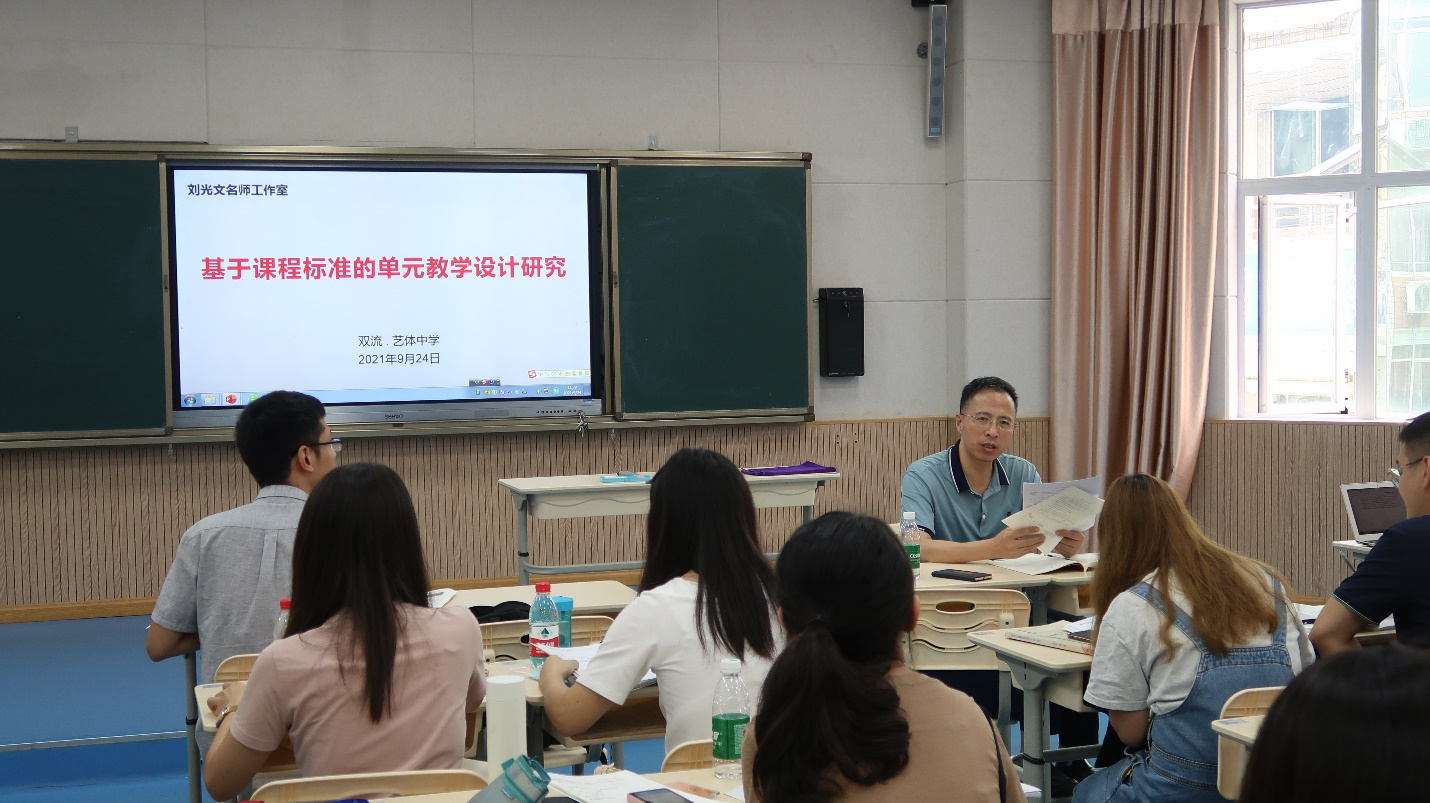 刘光文名师工作室
基于课程标准的单元教学设计研究
双流 . 艺体中学
2021年9月24日